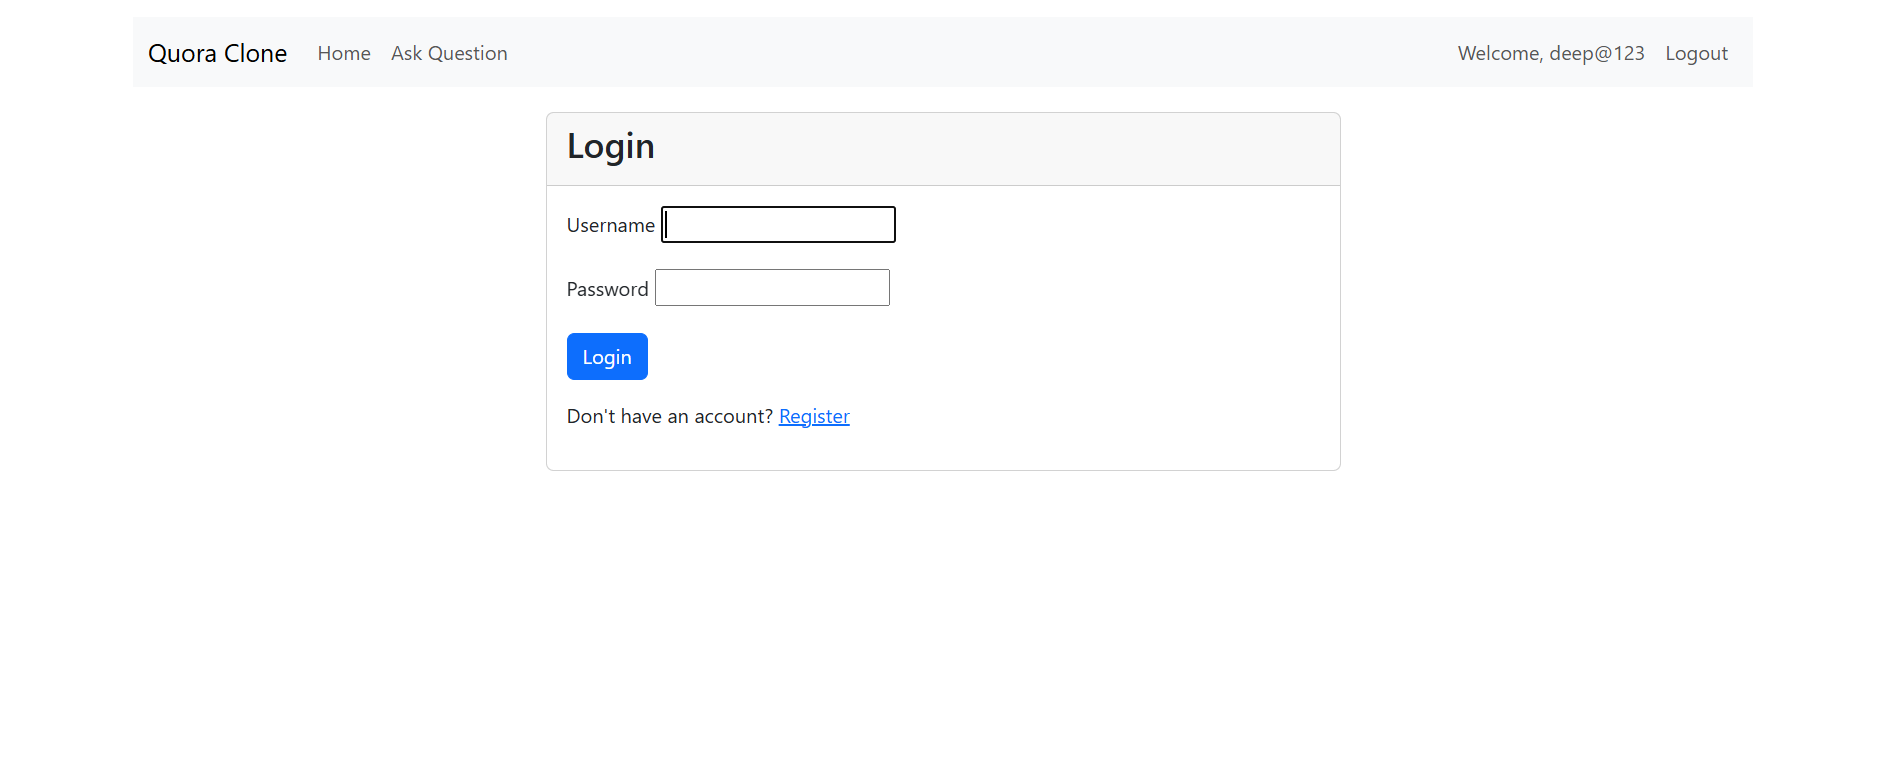 Quora Clone Home Ask Question Welcome, deep@123 Logout
Login
Username
Password
Login
Don't have an account? Register